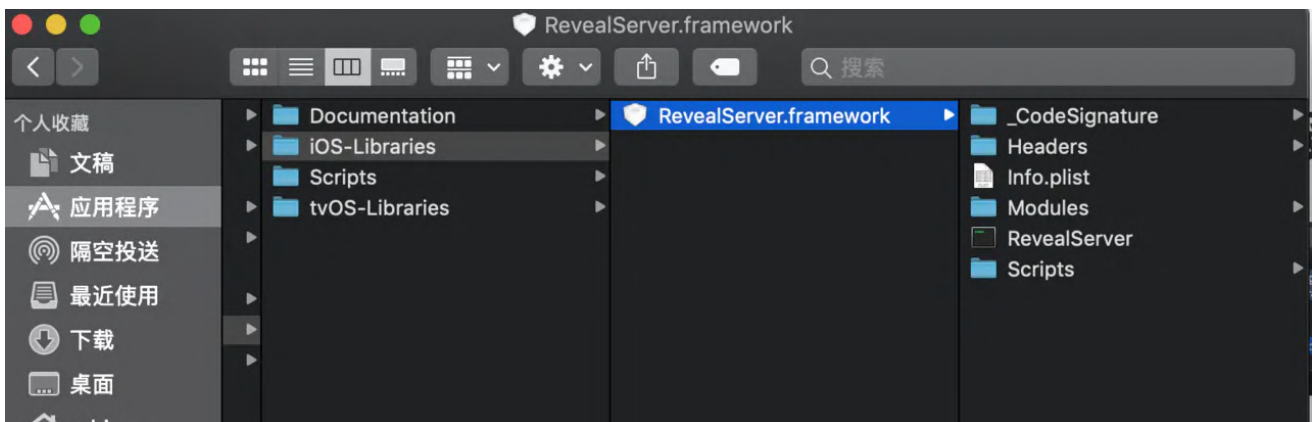 RevealServer.framework
搜索
个人收藏
文稿
应用程序
隔空投送
最近使用
下载
桌面
Documentation
iOS-Libraries
Scripts
tvOS-Libraries
RevealServer.framework
_CodeSignature
Headers
Info.plist
Modules
RevealServer
Scripts